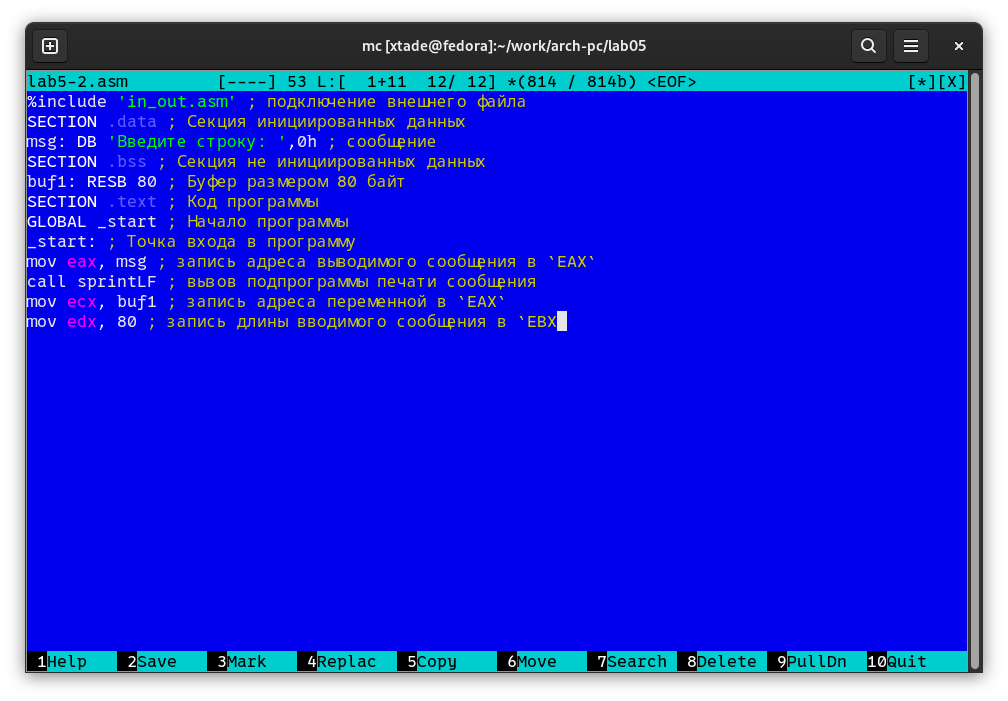 mc [xtade@fedora]:~/work/arch-pc/lab05
lab5-2.asm [----] 53 L:[ 1+11 12/ 12] *(814 / 814b) <EOF> [*][X]
%include 'in_out.asm' ; подключение внешнего файла
SECTION .data ; Секция инициированных данных
msg: DB 'Введите строку: ',0h ; сообщение
SECTION .bss ; Секция не инициированных данных
buf1: RESB 80 ; Буфер размером 80 байт
SECTION .text ; Код программы
GLOBAL _start ; Начало программы
_start: ; Точка входа в программу
mov eax, msg ; запись адреса выводимого сообщения в `EAX`
call sprintLF ; вызов подпрограммы печати сообщения
mov ecx, buf1 ; запись адреса переменной в `EAX`
mov edx, 80 ; запись длины вводимого сообщения в `EBX
1Help 2Save 3Mark 4Replac 5Copy 6Move 7Search 8Delete 9PullDn 10Quit